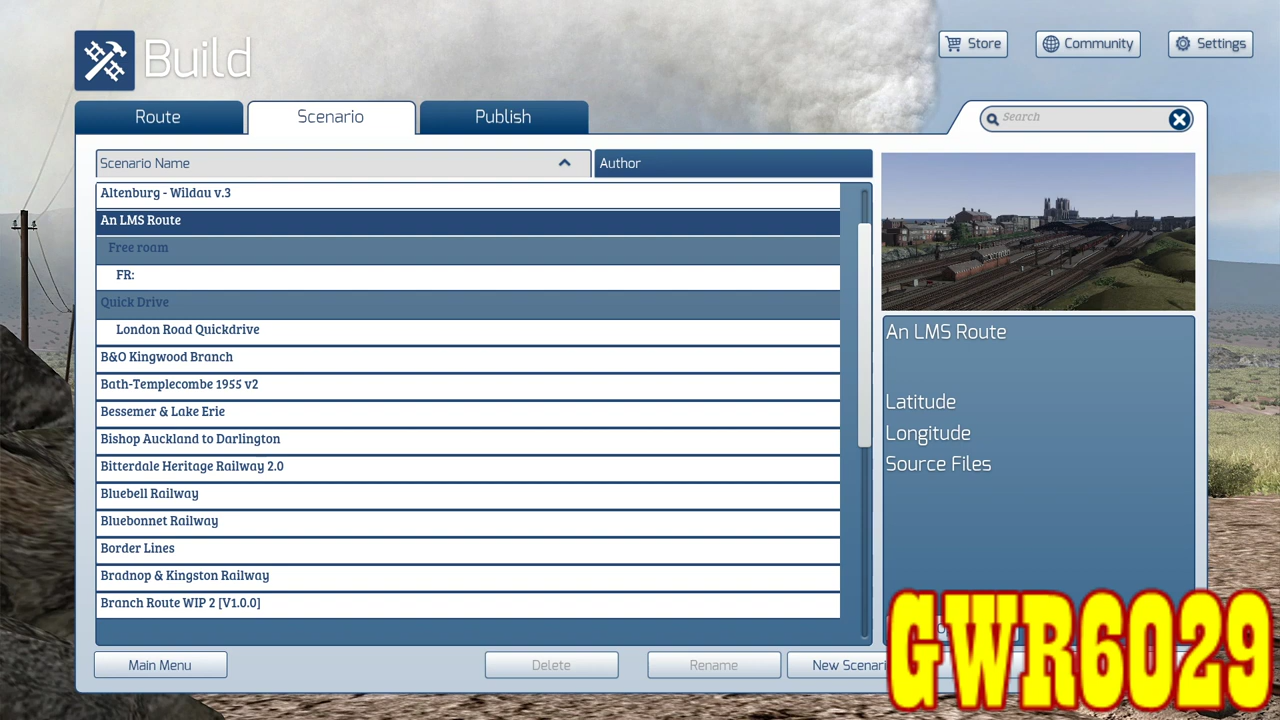 Build
Store
Community
Settings
Route
Scenario
Publish
Search
Scenario Name
Author
Altenburg - Wildau v.3
An LMS Route
Free roam
FR:
Quick Drive
London Road Quickdrive
B&O Kingwood Branch
Bath-Templecombe 1955 v2
Bessemer & Lake Erie
Bishop Auckland to Darlington
Bitterdale Heritage Railway 2.0
Bluebell Railway
Bluebonnet Railway
Border Lines
Bradnop & Kingston Railway
Branch Route WIP 2 [V1.0.0]
An LMS Route
Latitude
Longitude
Source Files
Main Menu
Delete
Rename
New Scenari
GWR6029